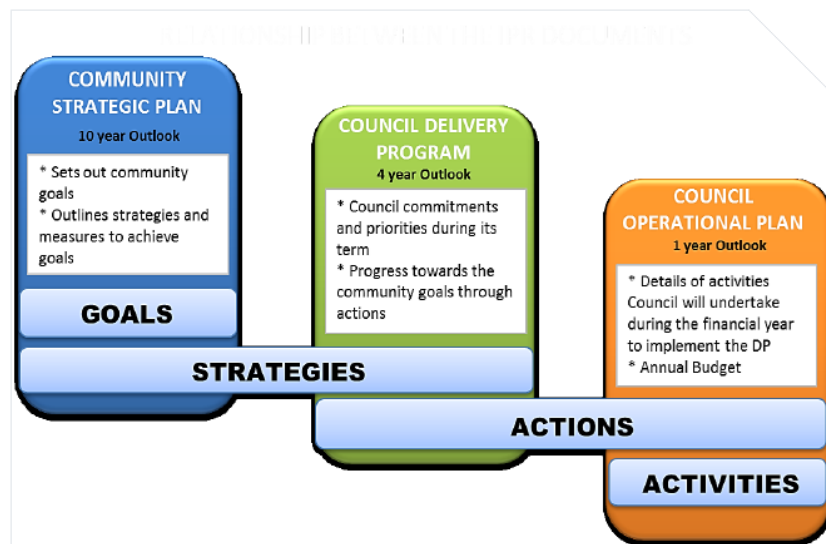 COMMUNITY
STRATEGIC PLAN
10 year Outlook
* Sets out community
goals
* Outlines strategies and
measures to achieve
goals
GOALS
STRATEGIES
COUNCIL DELIVERY
PROGRAM
4 year Outlook
* Council commitments
and priorities during its
term
* Progress towards the
community goals through
actions
ACTIONS
COUNCIL
OPERATIONAL PLAN
1 year Outlook
* Details of activities
Council will undertake
during the financial year
to implement the DP
* Annual Budget
ACTIVITIES